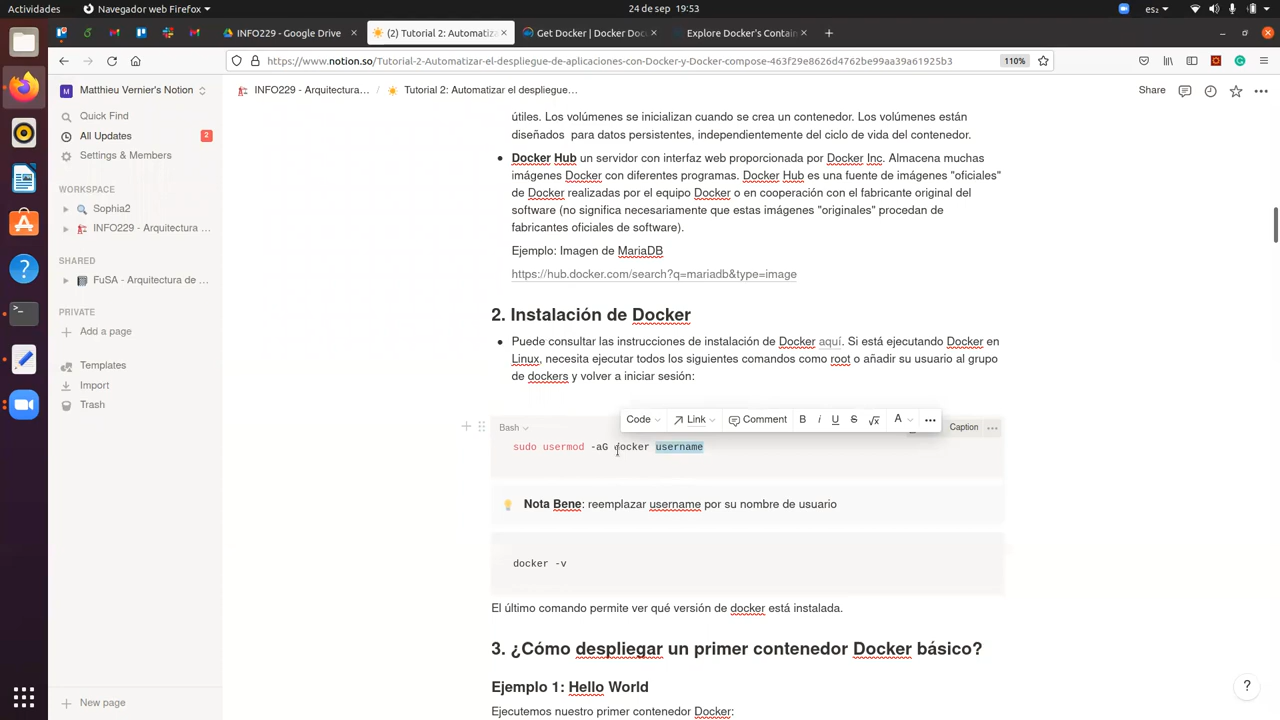 Actividades
Navegador web Firefox
24 de sep 19:53
es₂
INFO229 - Google Drive
(2) Tutorial 2: Automatiza
Get Docker | Docker Doc
Explore Docker's Contain
https://www.notion.so/Tutorial-2-Automatizar-el-despliegue-de-aplicaciones-con-Docker-y-Docker-compose-463f29e8626d4762be99aa39a61925b3
110%
M Matthieu Vernier's Notion
INFO229 - Arquitectura… / Tutorial 2: Automatizar el despliegue…
Share
Quick Find
All Updates 2
Settings & Members
WORKSPACE
Sophia2
INFO229 - Arquitectura …
SHARED
FuSA - Arquitectura de …
PRIVATE
Add a page
Templates
Import
Trash
New page
útiles. Los volúmenes se inicializan cuando se crea un contenedor. Los volúmenes están
diseñados para datos persistentes, independientemente del ciclo de vida del contenedor.
Docker Hub un servidor con interfaz web proporcionada por Docker Inc. Almacena muchas
imágenes Docker con diferentes programas. Docker Hub es una fuente de imágenes "oficiales"
de Docker realizadas por el equipo Docker o en cooperación con el fabricante original del
software (no significa necesariamente que estas imágenes "originales" procedan de
fabricantes oficiales de software).
Ejemplo: Imagen de MariaDB
https://hub.docker.com/search?q=mariadb&type=image
2. Instalación de Docker
Puede consultar las instrucciones de instalación de Docker aquí. Si está ejecutando Docker en
Linux, necesita ejecutar todos los siguientes comandos como root o añadir su usuario al grupo
de dockers y volver a iniciar sesión:
Code Link Comment B i U S √x A •••
Bash
Caption
sudo usermod -aG docker username
Nota Bene: reemplazar username por su nombre de usuario
docker -v
El último comando permite ver qué versión de docker está instalada.
3. ¿Cómo despliegar un primer contenedor Docker básico?
Ejemplo 1: Hello World
Ejecutemos nuestro primer contenedor Docker:
?